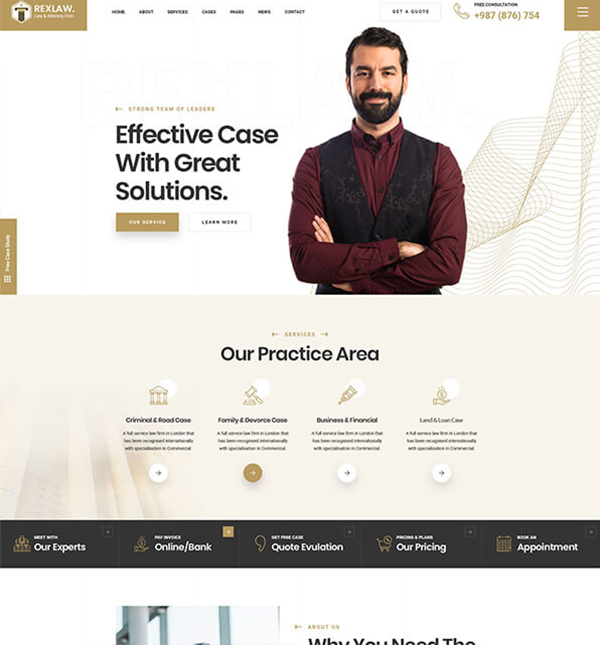 REXLAW.
Law & Attorney Firm
HOME ABOUT SERVICES CASES PAGES NEWS CONTACT
GET A QUOTE
FREE CONSULTATION
+987 (876) 754
REXLAW.
STRONG TEAM OF LEADERS
Effective Case
With Great
Solutions.
OUR SERVICE
LEARN MORE
Free Case Study
SERVICES
Our Practice Area
Criminal & Road Case
A full service law firm in London that
has been recognised internationally
with specialisation in Commercial.
Family & Devorce Case
A full service law firm in London that
has been recognised internationally
with specialisation in Commercial.
Business & Financial
A full service law firm in London that
has been recognised internationally
with specialisation in Commercial.
Land & Loan Case
A full service law firm in London that
has been recognised internationally
with specialisation in Commercial.
MEET WITH
Our Experts
PAY INVOICE
Online/Bank
GET FREE CASE
Quote Evulation
PRICING & PLANS
Our Pricing
BOOK AN
Appointment
ABOUT US
Why You Need The